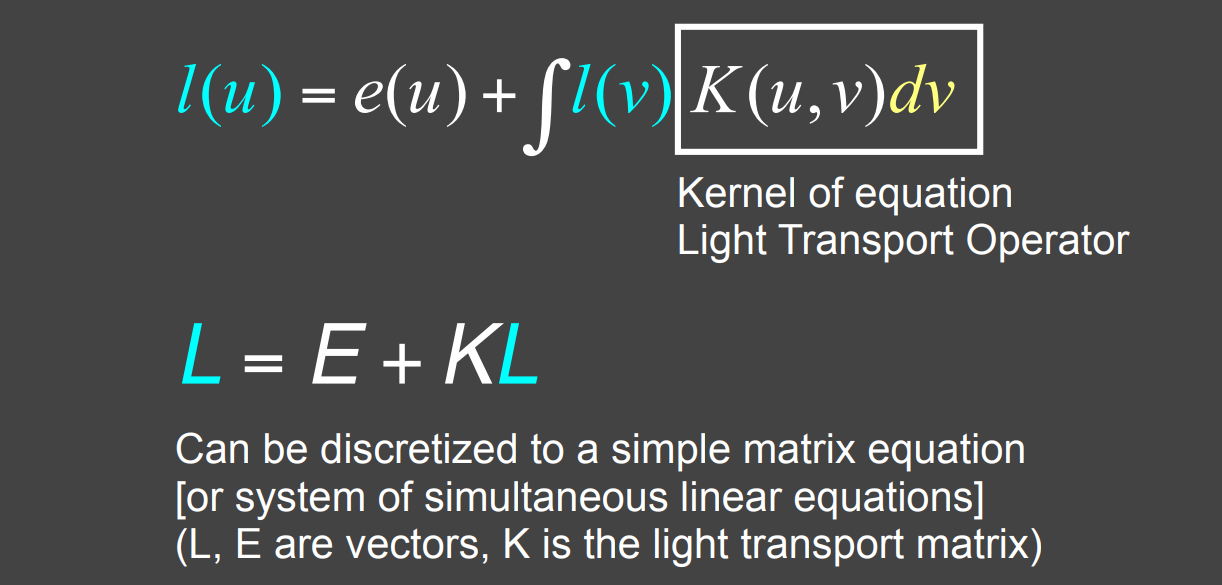 l(u) = e(u) + ∫l(v) K(u,v)dv
Kernel of equation
Light Transport Operator
L = E + KL
Can be discretized to a simple matrix equation
[or system of simultaneous linear equations]
(L, E are vectors, K is the light transport matrix)